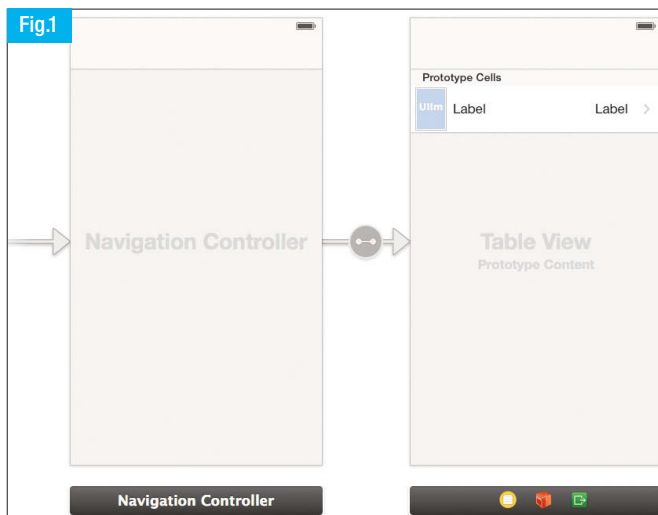 Fig.1
Navigation Controller
Navigation Controller
Prototype Cells
UIIm
Label
Label
Table View
Prototype Content